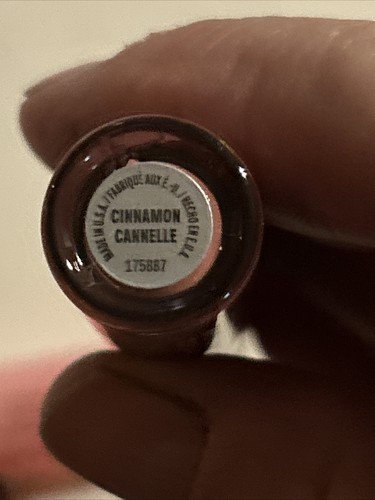 MADE IN U.S.A. / FABRIQUÉ AUX É.-U. / HECHO EN E.U.A.
CINNAMON
CANNELLE
175887